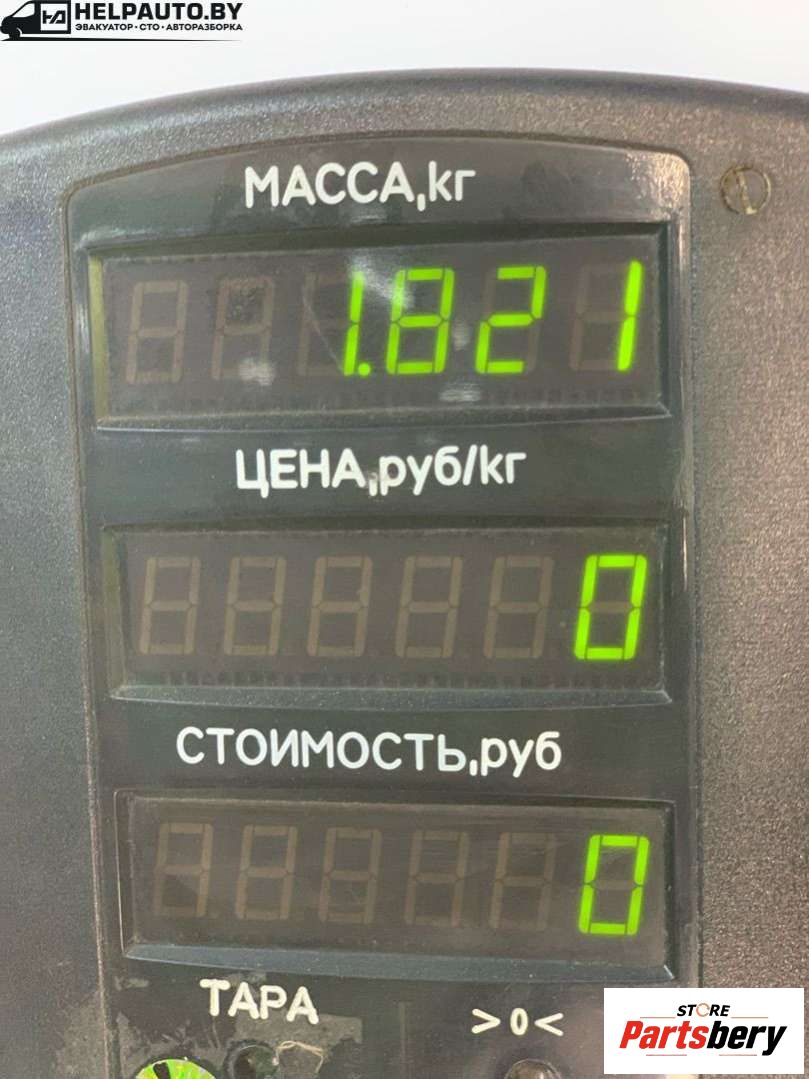 HELPAUTO.BY
ЭВАКУАТОР • СТО • АВТОРАЗБОРКА
МАССА,кг
1.821
ЦЕНА,руб/кг
0
СТОИМОСТЬ,руб
0
ТАРА
>0<
STORE
Partsbery